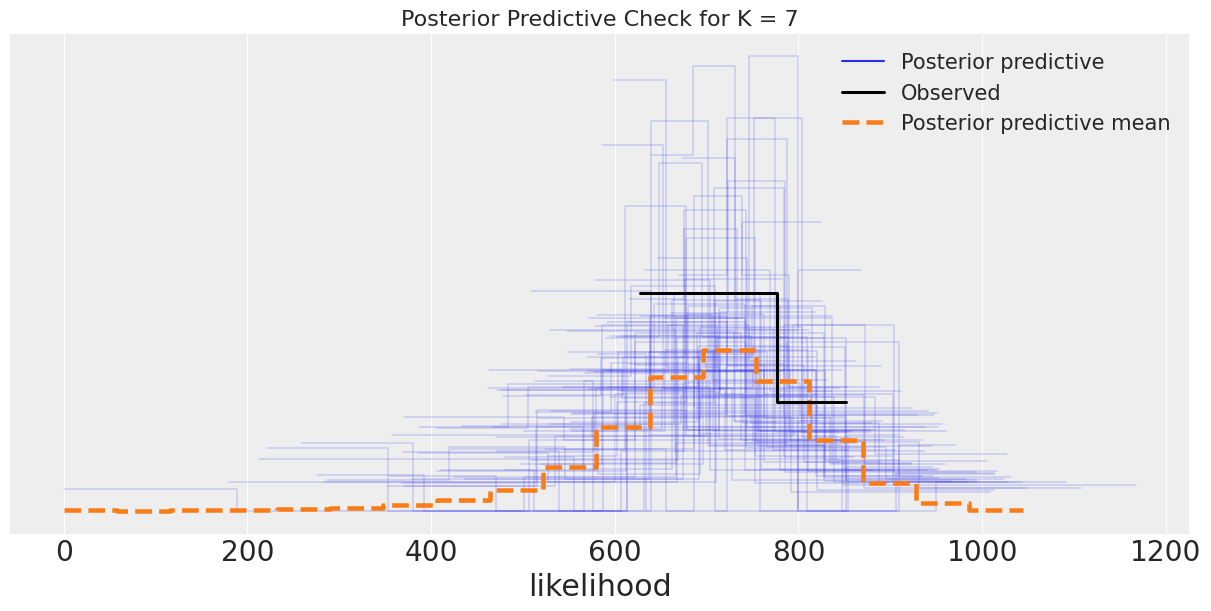 Posterior Predictive Check for K = 7
Posterior predictive
Observed
Posterior predictive mean
0 200 400 600 800 1000 1200
likelihood